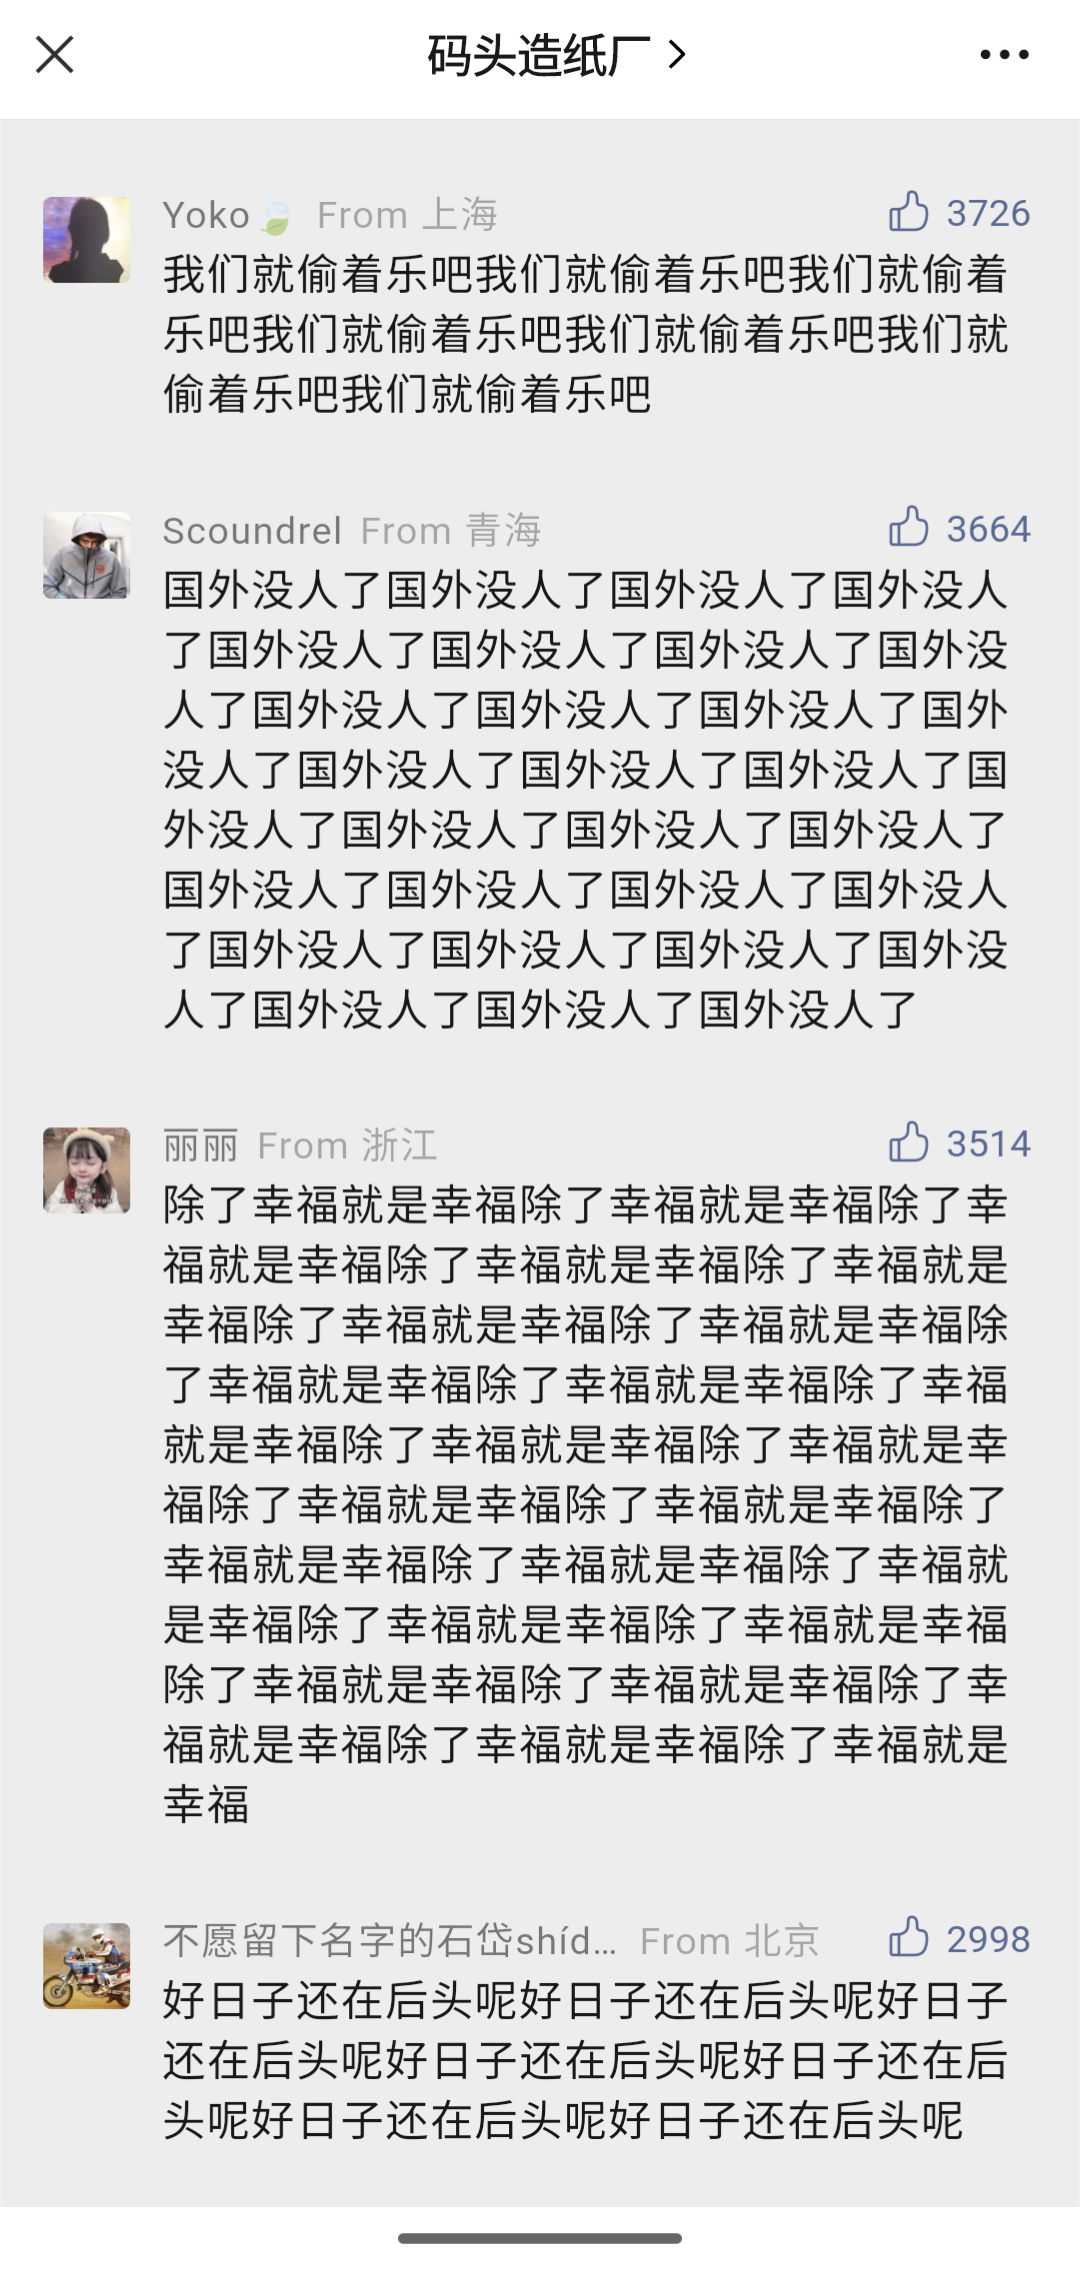 码头造纸厂
Yoko From 上海 3726
我们就偷着乐吧我们就偷着乐吧我们就偷着
乐吧我们就偷着乐吧我们就偷着乐吧我们就
偷着乐吧我们就偷着乐吧
Scoundrel From 青海 3664
国外没人了国外没人了国外没人了国外没人
了国外没人了国外没人了国外没人了国外没
人了国外没人了国外没人了国外没人了国外
没人了国外没人了国外没人了国外没人了国
外没人了国外没人了国外没人了国外没人了
国外没人了国外没人了国外没人了国外没人
了国外没人了国外没人了国外没人了国外没
人了国外没人了国外没人了国外没人了
丽丽 From 浙江 3514
除了幸福就是幸福除了幸福就是幸福除了幸
福就是幸福除了幸福就是幸福除了幸福就是
幸福除了幸福就是幸福除了幸福就是幸福除
了幸福就是幸福除了幸福就是幸福除了幸福
就是幸福除了幸福就是幸福除了幸福就是幸
福除了幸福就是幸福除了幸福就是幸福除了
幸福就是幸福除了幸福就是幸福除了幸福就
是幸福除了幸福就是幸福除了幸福就是幸福
除了幸福就是幸福除了幸福就是幸福除了幸
福就是幸福除了幸福就是幸福除了幸福就是
幸福
不愿留下名字的石岱shíd... From 北京 2998
好日子还在后头呢好日子还在后头呢好日子
还在后头呢好日子还在后头呢好日子还在后
头呢好日子还在后头呢好日子还在后头呢